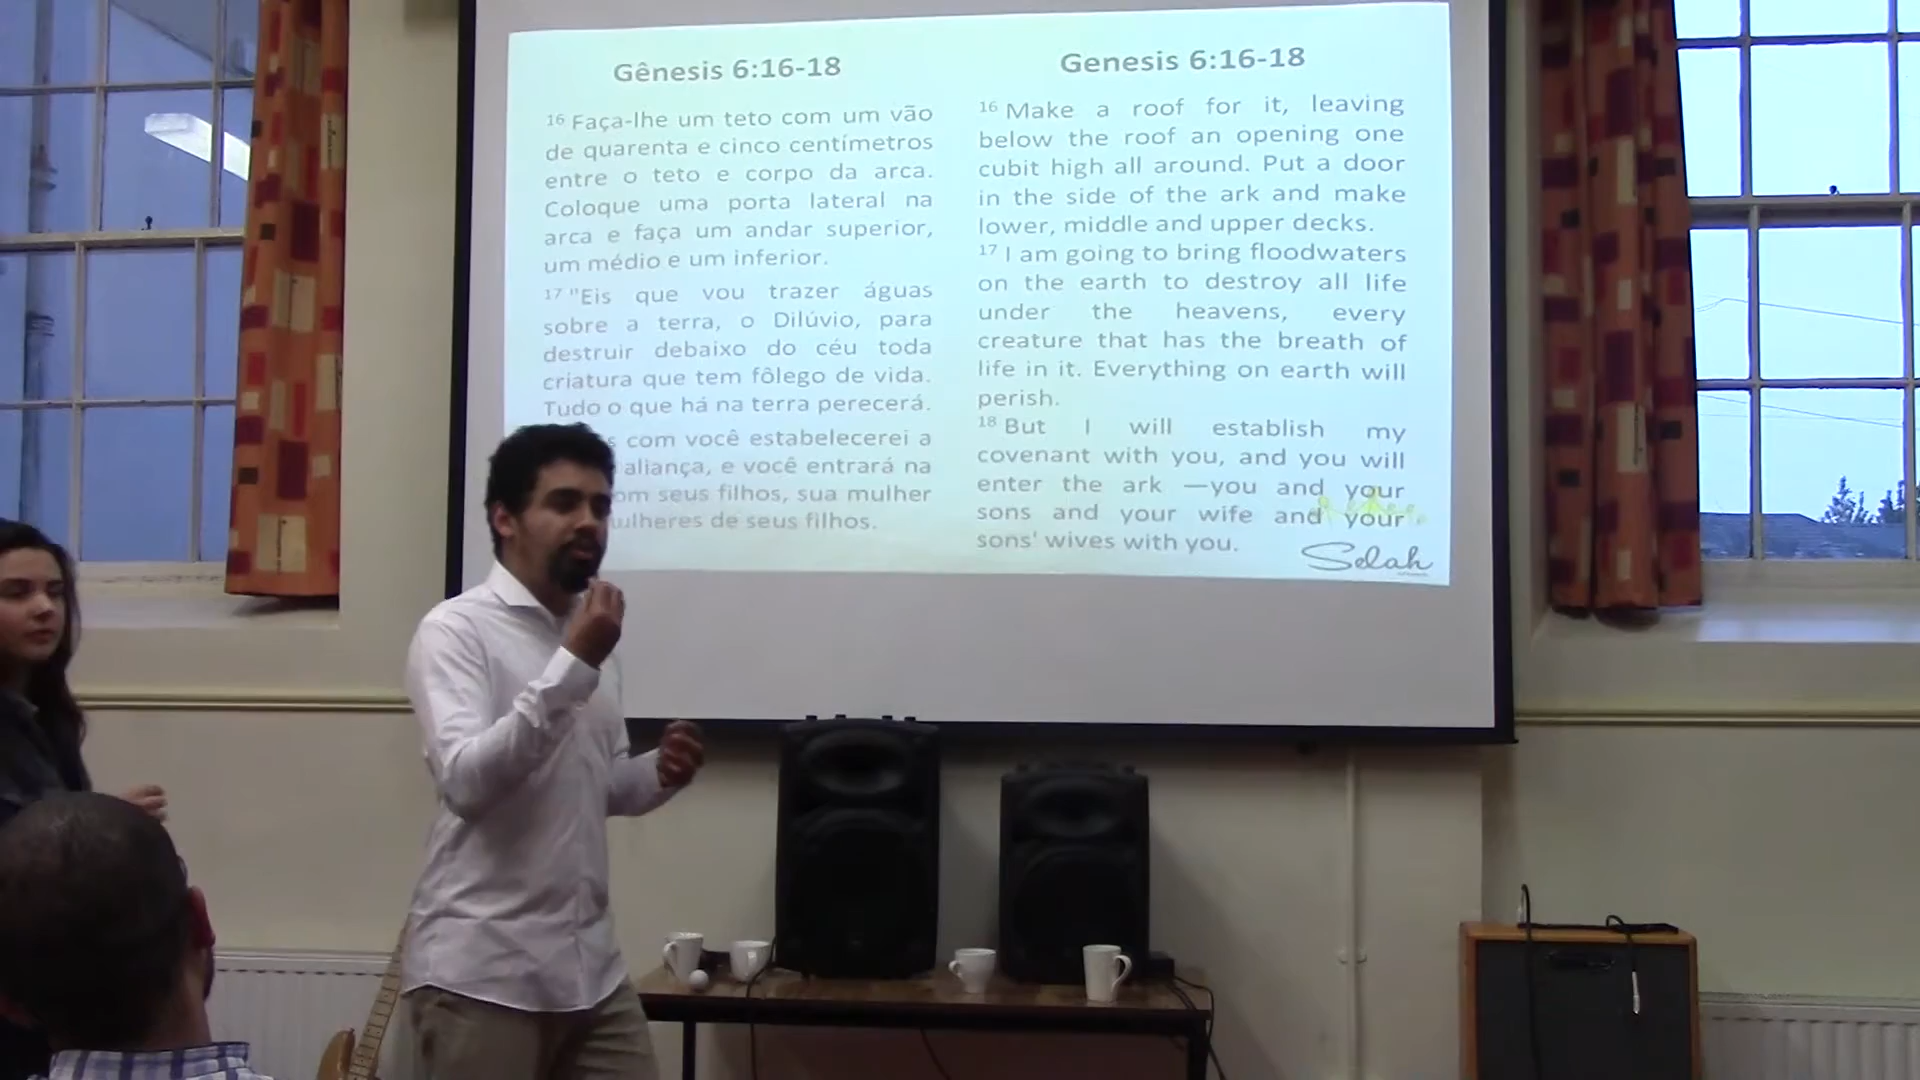 Gênesis 6:16-18
16 Faça-lhe um teto com um vão
de quarenta e cinco centímetros
entre o teto e corpo da arca.
Coloque uma porta lateral na
arca e faça um andar superior,
um médio e um inferior.
17 "Eis que vou trazer águas
sobre a terra, o Dilúvio, para
destruir debaixo do céu toda
criatura que tem fôlego de vida.
Tudo o que há na terra perecerá.
com você estabelecerei a
aliança, e você entrará na
seus filhos, sua mulher
de seus filhos.
Genesis 6:16-18
16 Make a roof for it, leaving
below the roof an opening one
cubit high all around. Put a door
in the side of the ark and make
lower, middle and upper decks.
17 I am going to bring floodwaters
on the earth to destroy all life
under the heavens, every
creature that has the breath of
life in it. Everything on earth will
perish.
18 But I will establish my
covenant with you, and you will
enter the ark —you and your
sons and your wife and your
sons' wives with you.
Selah